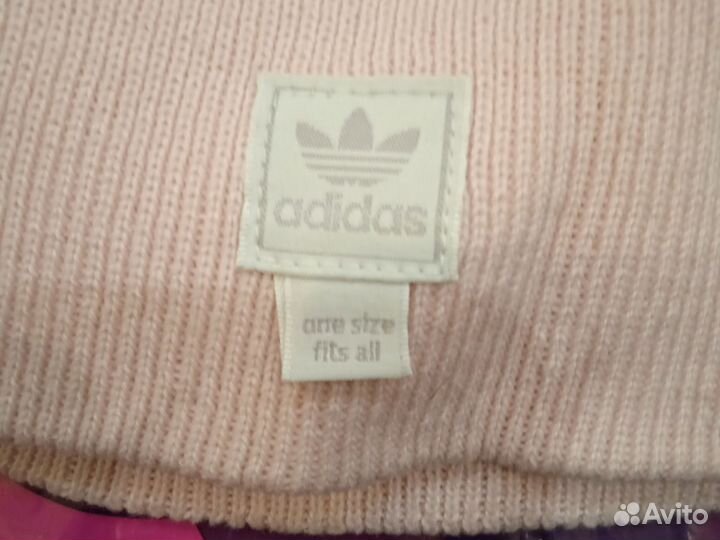 adidas
one size
fits all
Avito